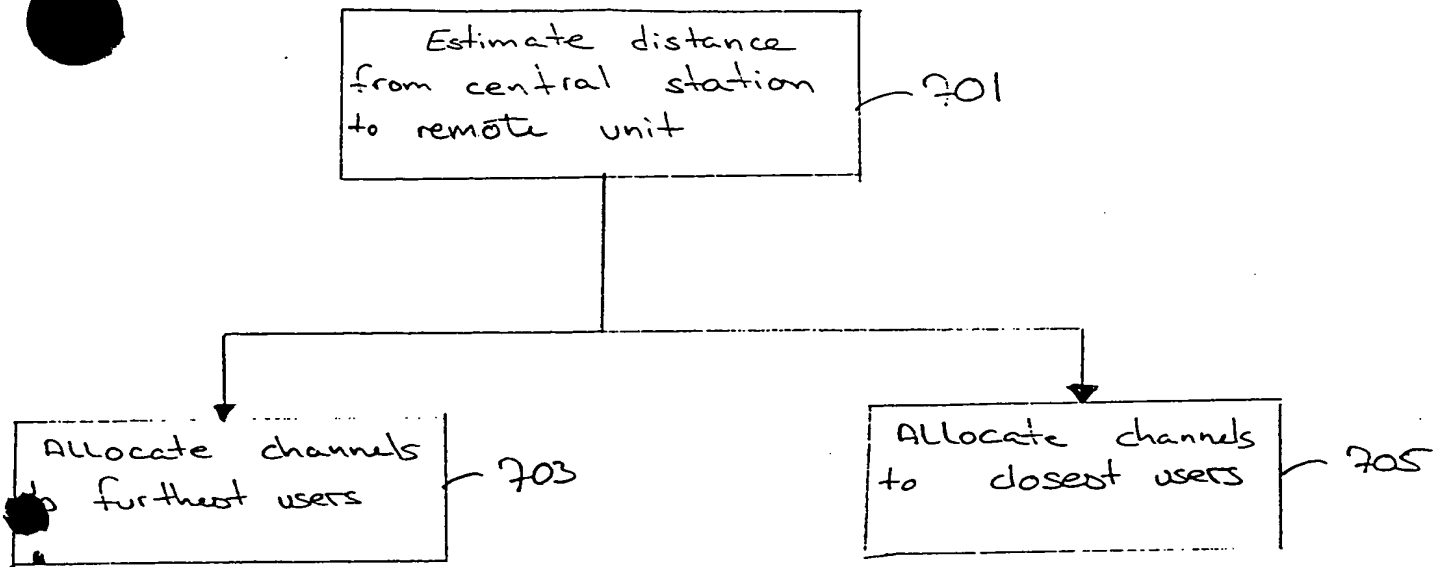 Estimate distance
from central station
to remote unit
701
Allocate channels
to furthest users
703
Allocate channels
to closest users
705